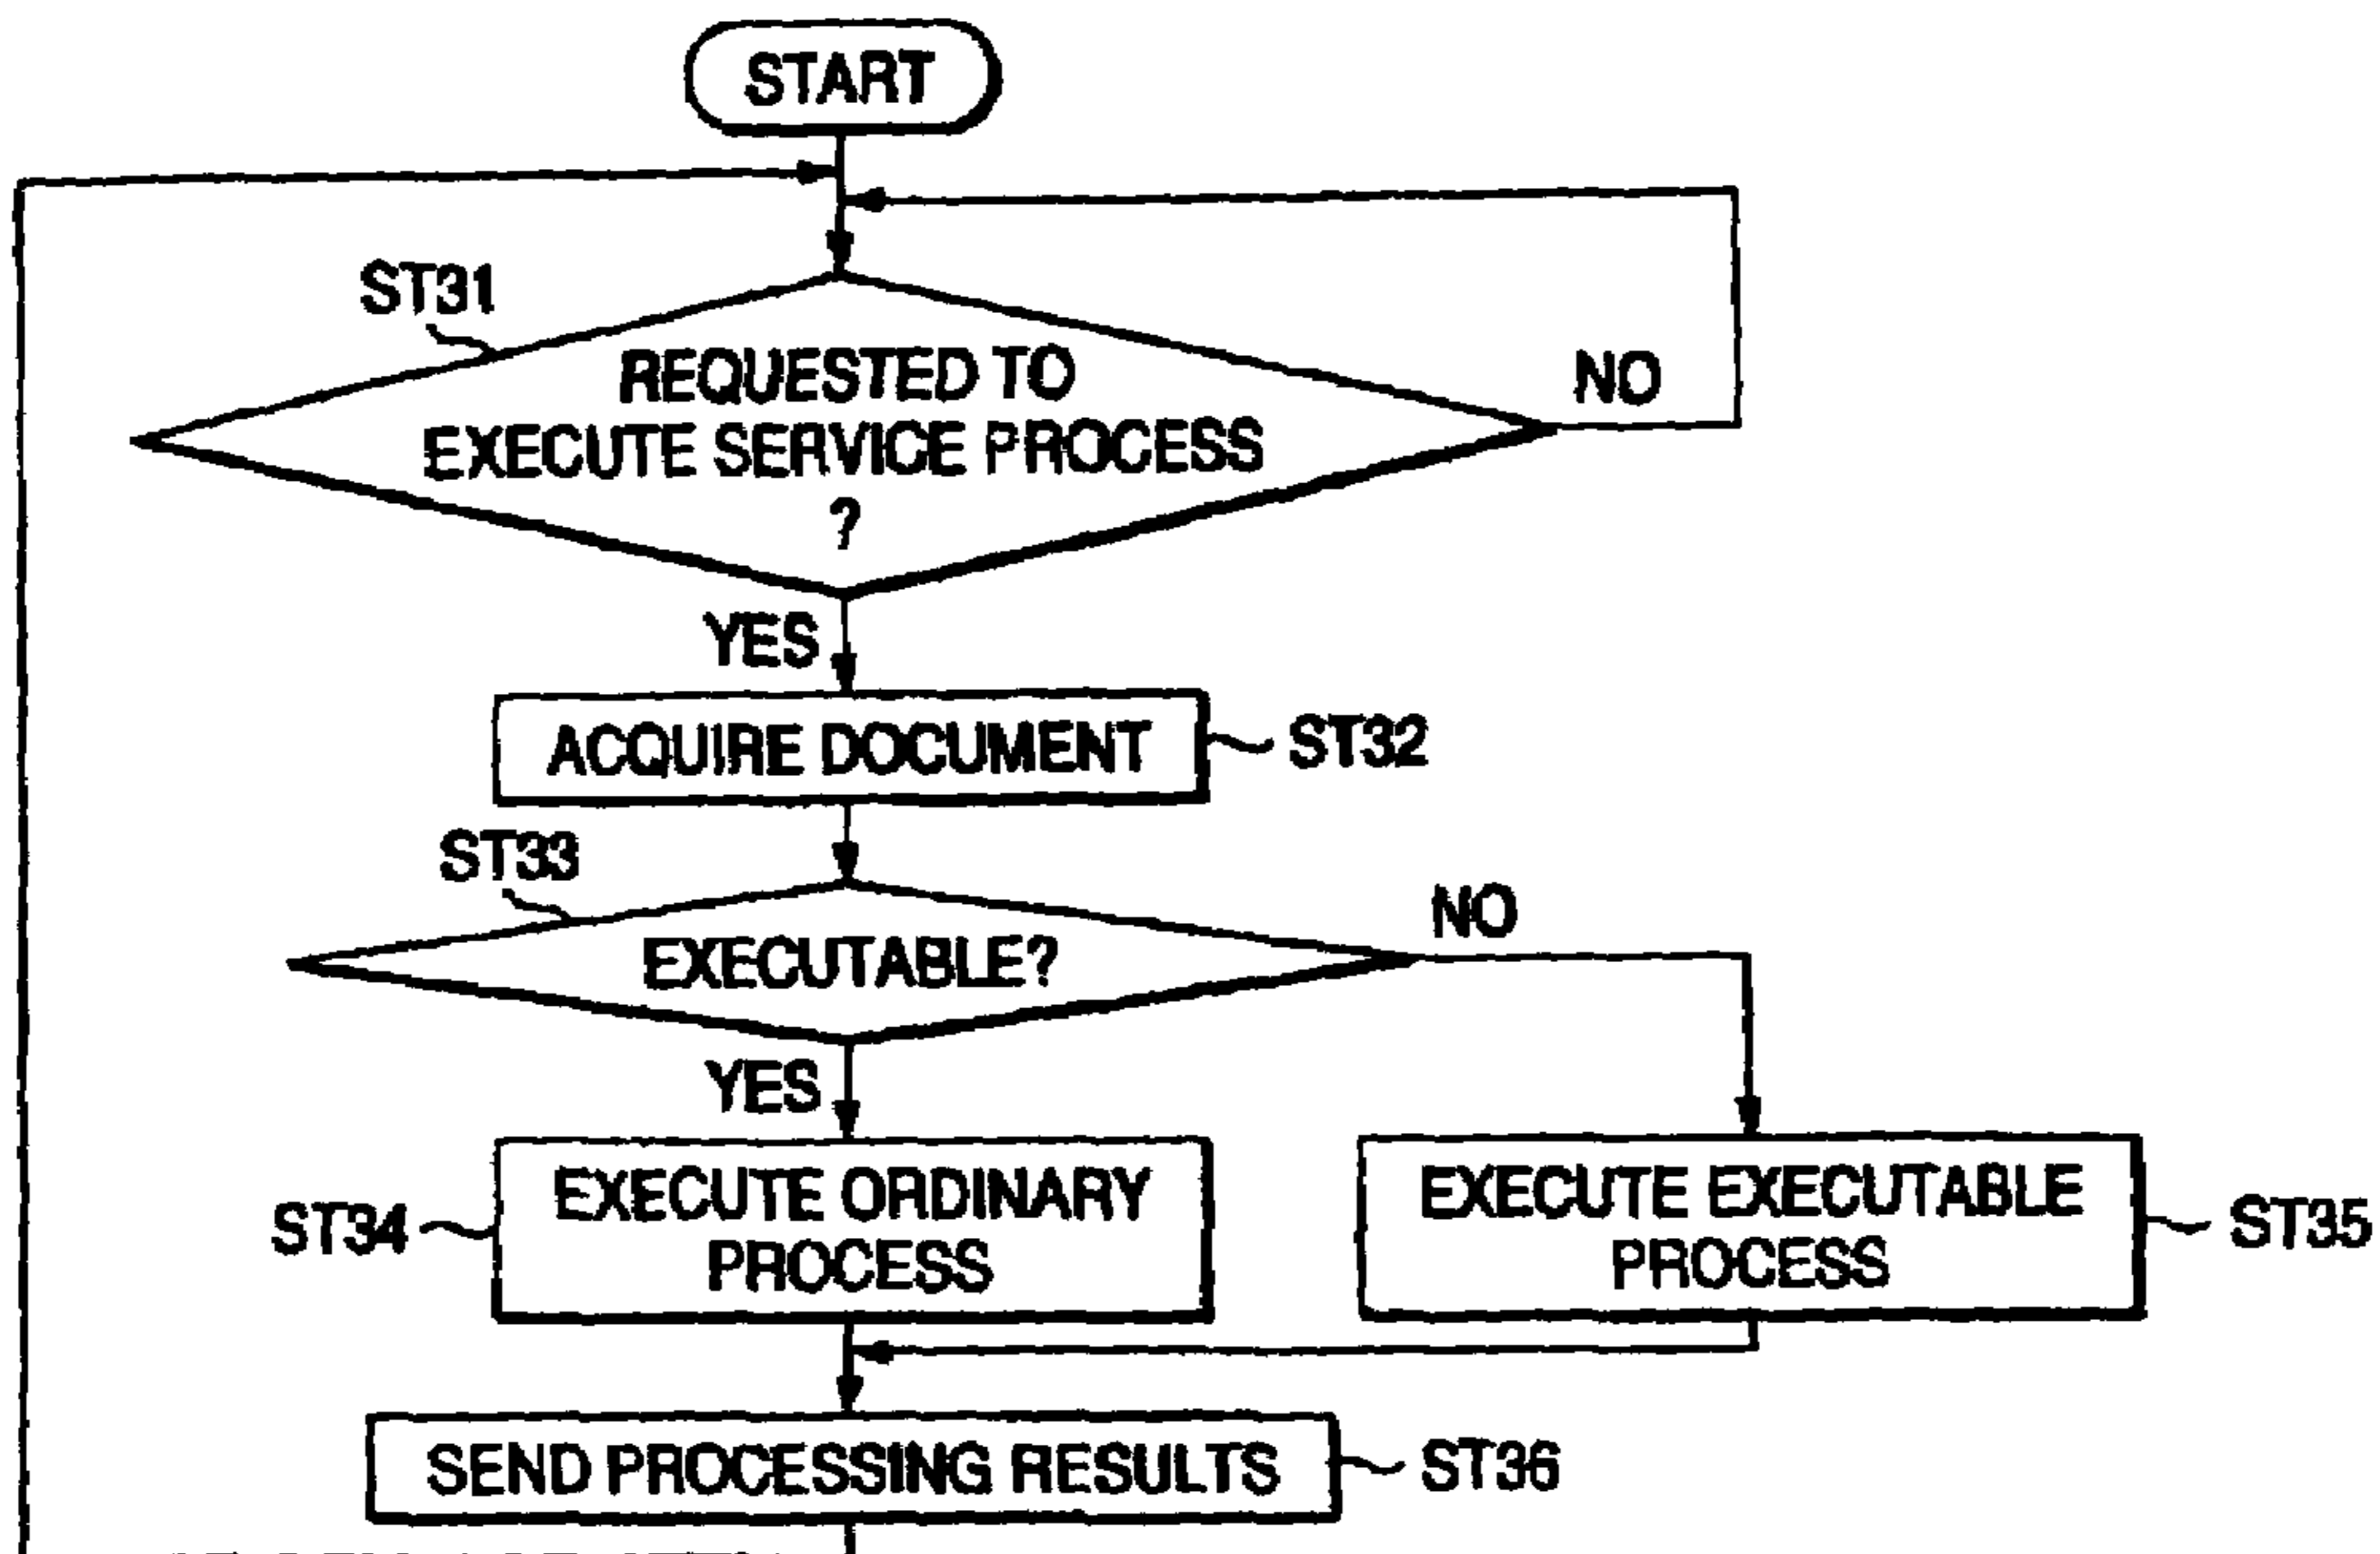 START
ST31
REQUESTED TO
EXECUTE SERVICE PROCESS
?
NO
YES
ACQUIRE DOCUMENT
ST32
ST33
EXECUTABLE?
NO
YES
ST34
EXECUTE ORDINARY
PROCESS
EXECUTE EXECUTABLE
PROCESS
ST35
SEND PROCESSING RESULTS
ST36